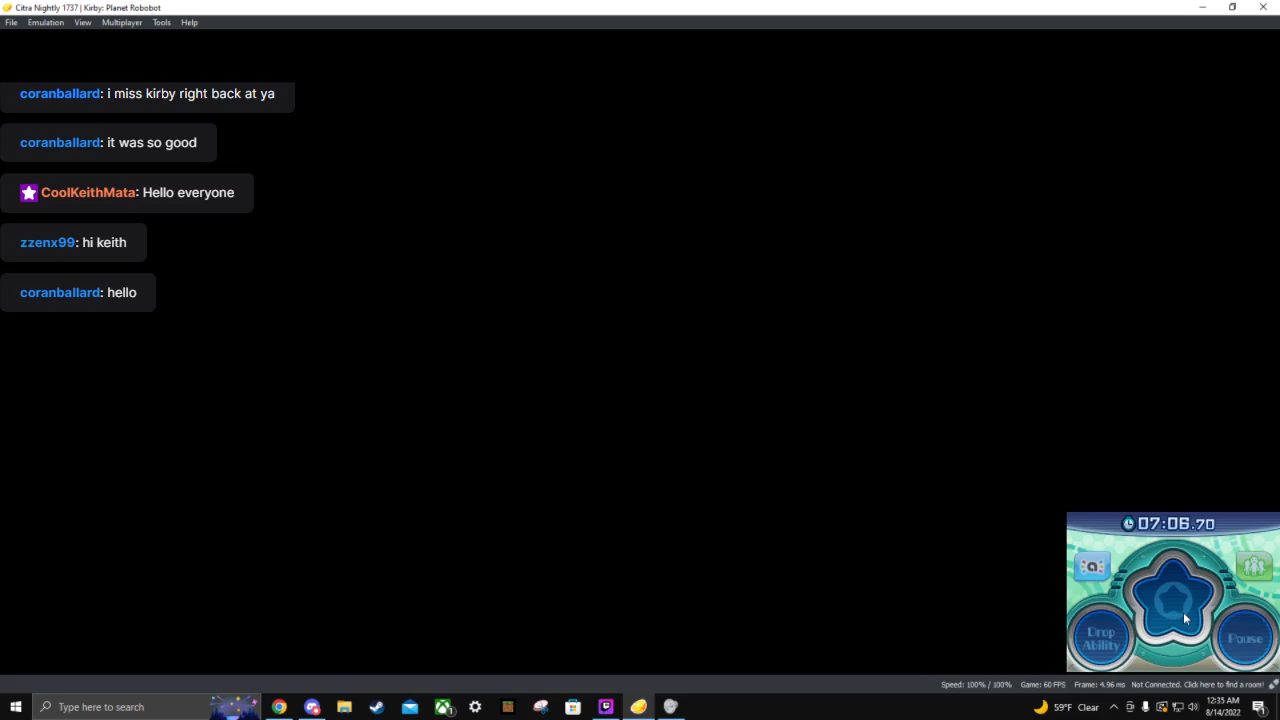 Citra Nightly 1737 | Kirby: Planet Robobot
File Emulation View Multiplayer Tools Help
coranballard: i miss kirby right back at ya
coranballard: it was so good
CoolKeithMata: Hello everyone
zzenx99: hi keith
coranballard: hello
07:06.70
a
Drop Ability
Pause
Speed: 100% / 100% Game: 60 FPS Frame: 4.96 ms Not Connected. Click here to find a room!
Type here to search
59°F Clear
12:35 AM
8/14/2022